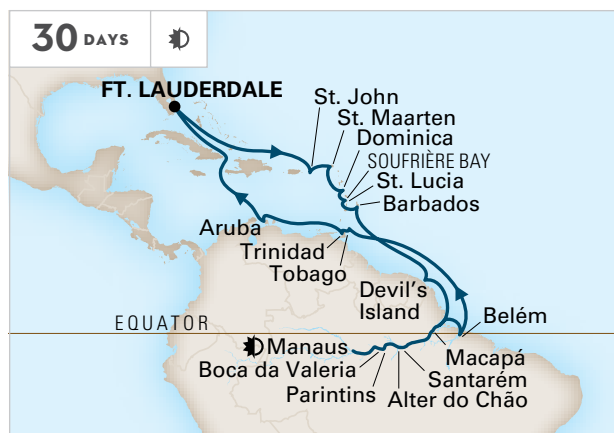 30 DAYS
FT. LAUDERDALE
St. John
St. Maarten
Dominica
SOUFRIÈRE BAY
St. Lucia
Barbados
Aruba
Trinidad
Tobago
Devil's
Island
EQUATOR
Belém
Manaus
Macapá
Boca da Valeria
Santarém
Parintins
Alter do Chão